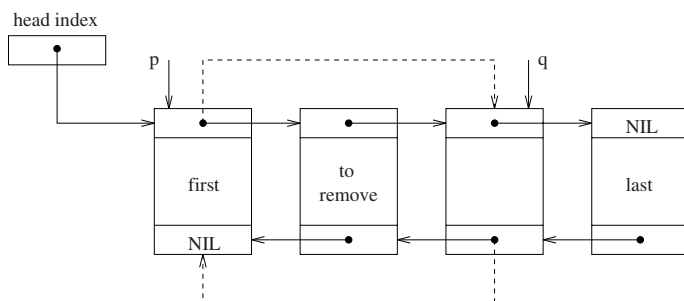 head index
p
q
NIL
first
to
remove
last
NIL